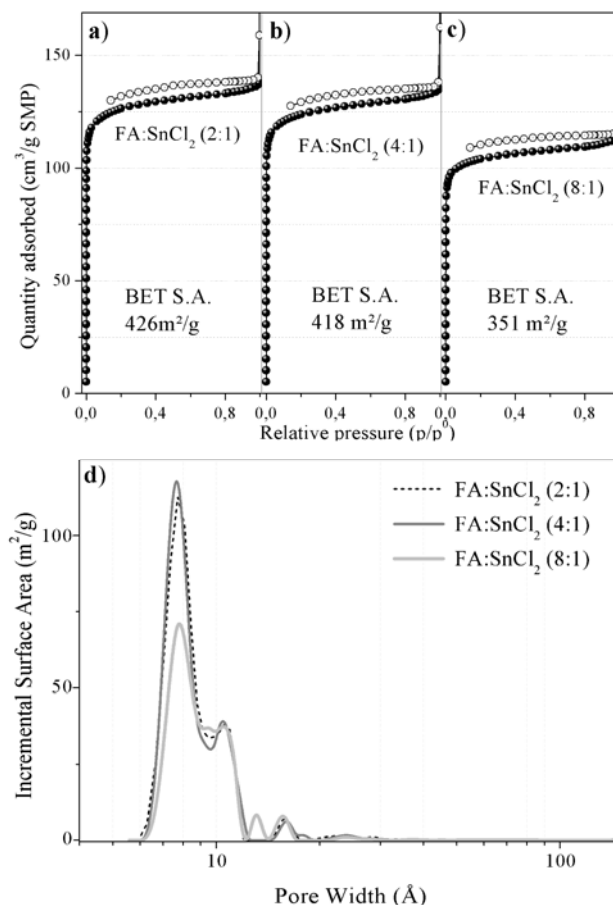 a)
b)
c)
150
100
50
0
Quantity adsorbed (cm³/g SMP)
FA:SnCl₂ (2:1)
FA:SnCl₂ (4:1)
FA:SnCl₂ (8:1)
BET S.A.
426m²/g
BET S.A.
418 m²/g
BET S.A.
351 m²/g
0,0 0,4 0,8 0,0 0,4 0,8 0,0 0,4 0,8
Relative pressure (p/p⁰)
d)
FA:SnCl₂ (2:1)
FA:SnCl₂ (4:1)
FA:SnCl₂ (8:1)
100
50
0
Incremental Surface Area (m²/g)
10 100
Pore Width (Å)